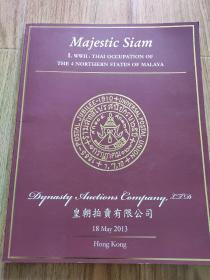 Majestic Siam
I. WWII : THAI OCCUPATION OF
THE 4 NORTHERN STATES OF MALAYA
Dynasty Auctions Company, LTD
皇朝拍賣有限公司
18 May 2013
Hong Kong